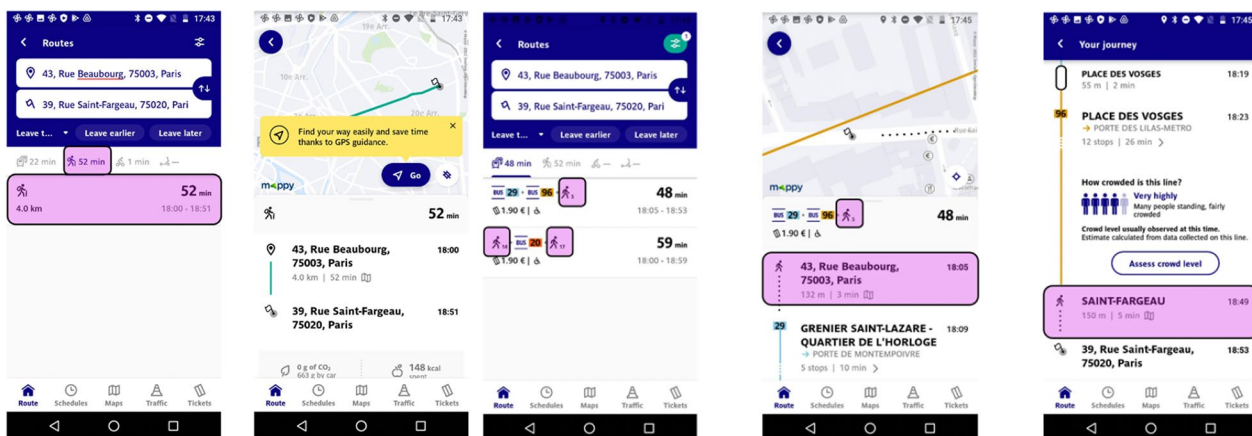 17:43
Routes
43, Rue Beaubourg, 75003, Paris
39, Rue Saint-Fargeau, 75020, Pari
Leave t...
Leave earlier
Leave later
22 min
52 min
1 min
52 min
4.0 km
18:00 - 18:51
Route
Schedules
Maps
Traffic
Tickets
17:43
19e Arr.
10e Arr.
20e Arr.
Find your way easily and save time
thanks to GPS guidance.
Go
mappy
52 min
43, Rue Beaubourg,
75003, Paris
18:00
4.0 km | 52 min
39, Rue Saint-Fargeau,
75020, Paris
18:51
0 g of CO₂
663 g by car
148 kcal
spent
Route
Schedules
Maps
Traffic
Tickets
Routes
1
43, Rue Beaubourg, 75003, Paris
39, Rue Saint-Fargeau, 75020, Pari
Leave t...
Leave earlier
Leave later
48 min
52 min
BUS 29 · BUS 96
48 min
1.90 €
18:05 - 18:53
BUS 20
59 min
1.90 €
18:00 - 18:59
Route
Schedules
Maps
Traffic
Tickets
17:45
mappy
BUS 29 · BUS 96
48 min
1.90 €
43, Rue Beaubourg,
75003, Paris
18:05
132 m | 3 min
29
GRENIER SAINT-LAZARE -
QUARTIER DE L'HORLOGE
18:09
→ PORTE DE MONTEMPOIVRE
5 stops | 10 min >
Route
Schedules
Maps
Traffic
Tickets
17:45
Your journey
PLACE DES VOSGES
18:19
55 m | 2 min
96
PLACE DES VOSGES
18:23
→ PORTE DES LILAS-METRO
12 stops | 26 min >
How crowded is this line?
Very highly
Many people standing, fairly
crowded
Crowd level usually observed at this time.
Estimate calculated from data collected on this line.
Assess crowd level
SAINT-FARGEAU
18:49
150 m | 5 min
39, Rue Saint-Fargeau,
75020, Paris
18:53
Route
Schedules
Maps
Traffic
Tickets